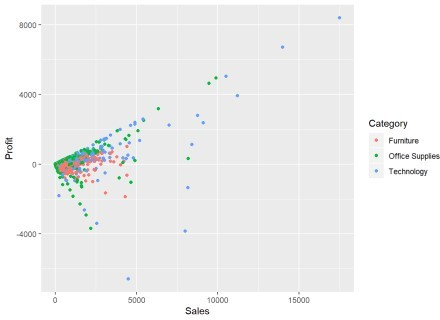 8000
4000
0
-4000
Profit
0
5000
10000
15000
Sales
Category
Furniture
Office Supplies
Technology